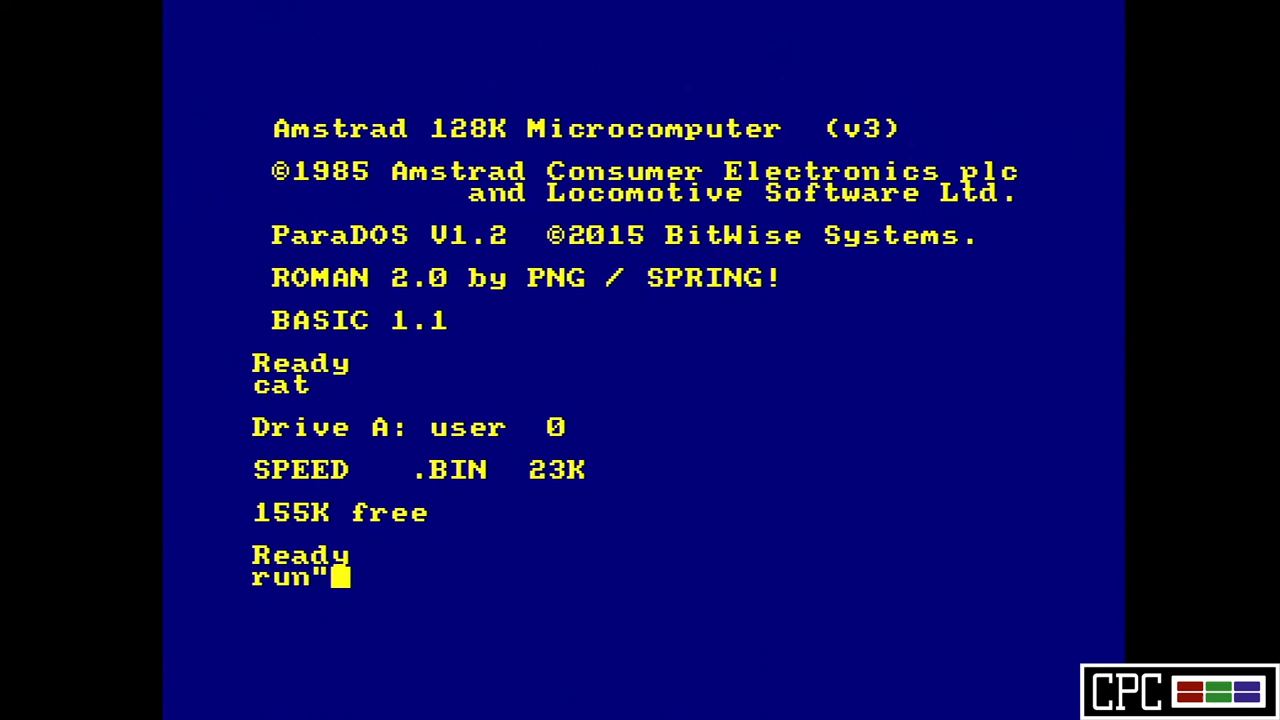 Amstrad 128K Microcomputer  (v3)
©1985 Amstrad Consumer Electronics plc
and Locomotive Software Ltd.
ParaDOS V1.2  ©2015 BitWise Systems.
ROMAN 2.0 by PNG / SPRING!
BASIC 1.1
Ready
cat
Drive A: user  0
SPEED   .BIN  23K
155K free
Ready
run"
CPC